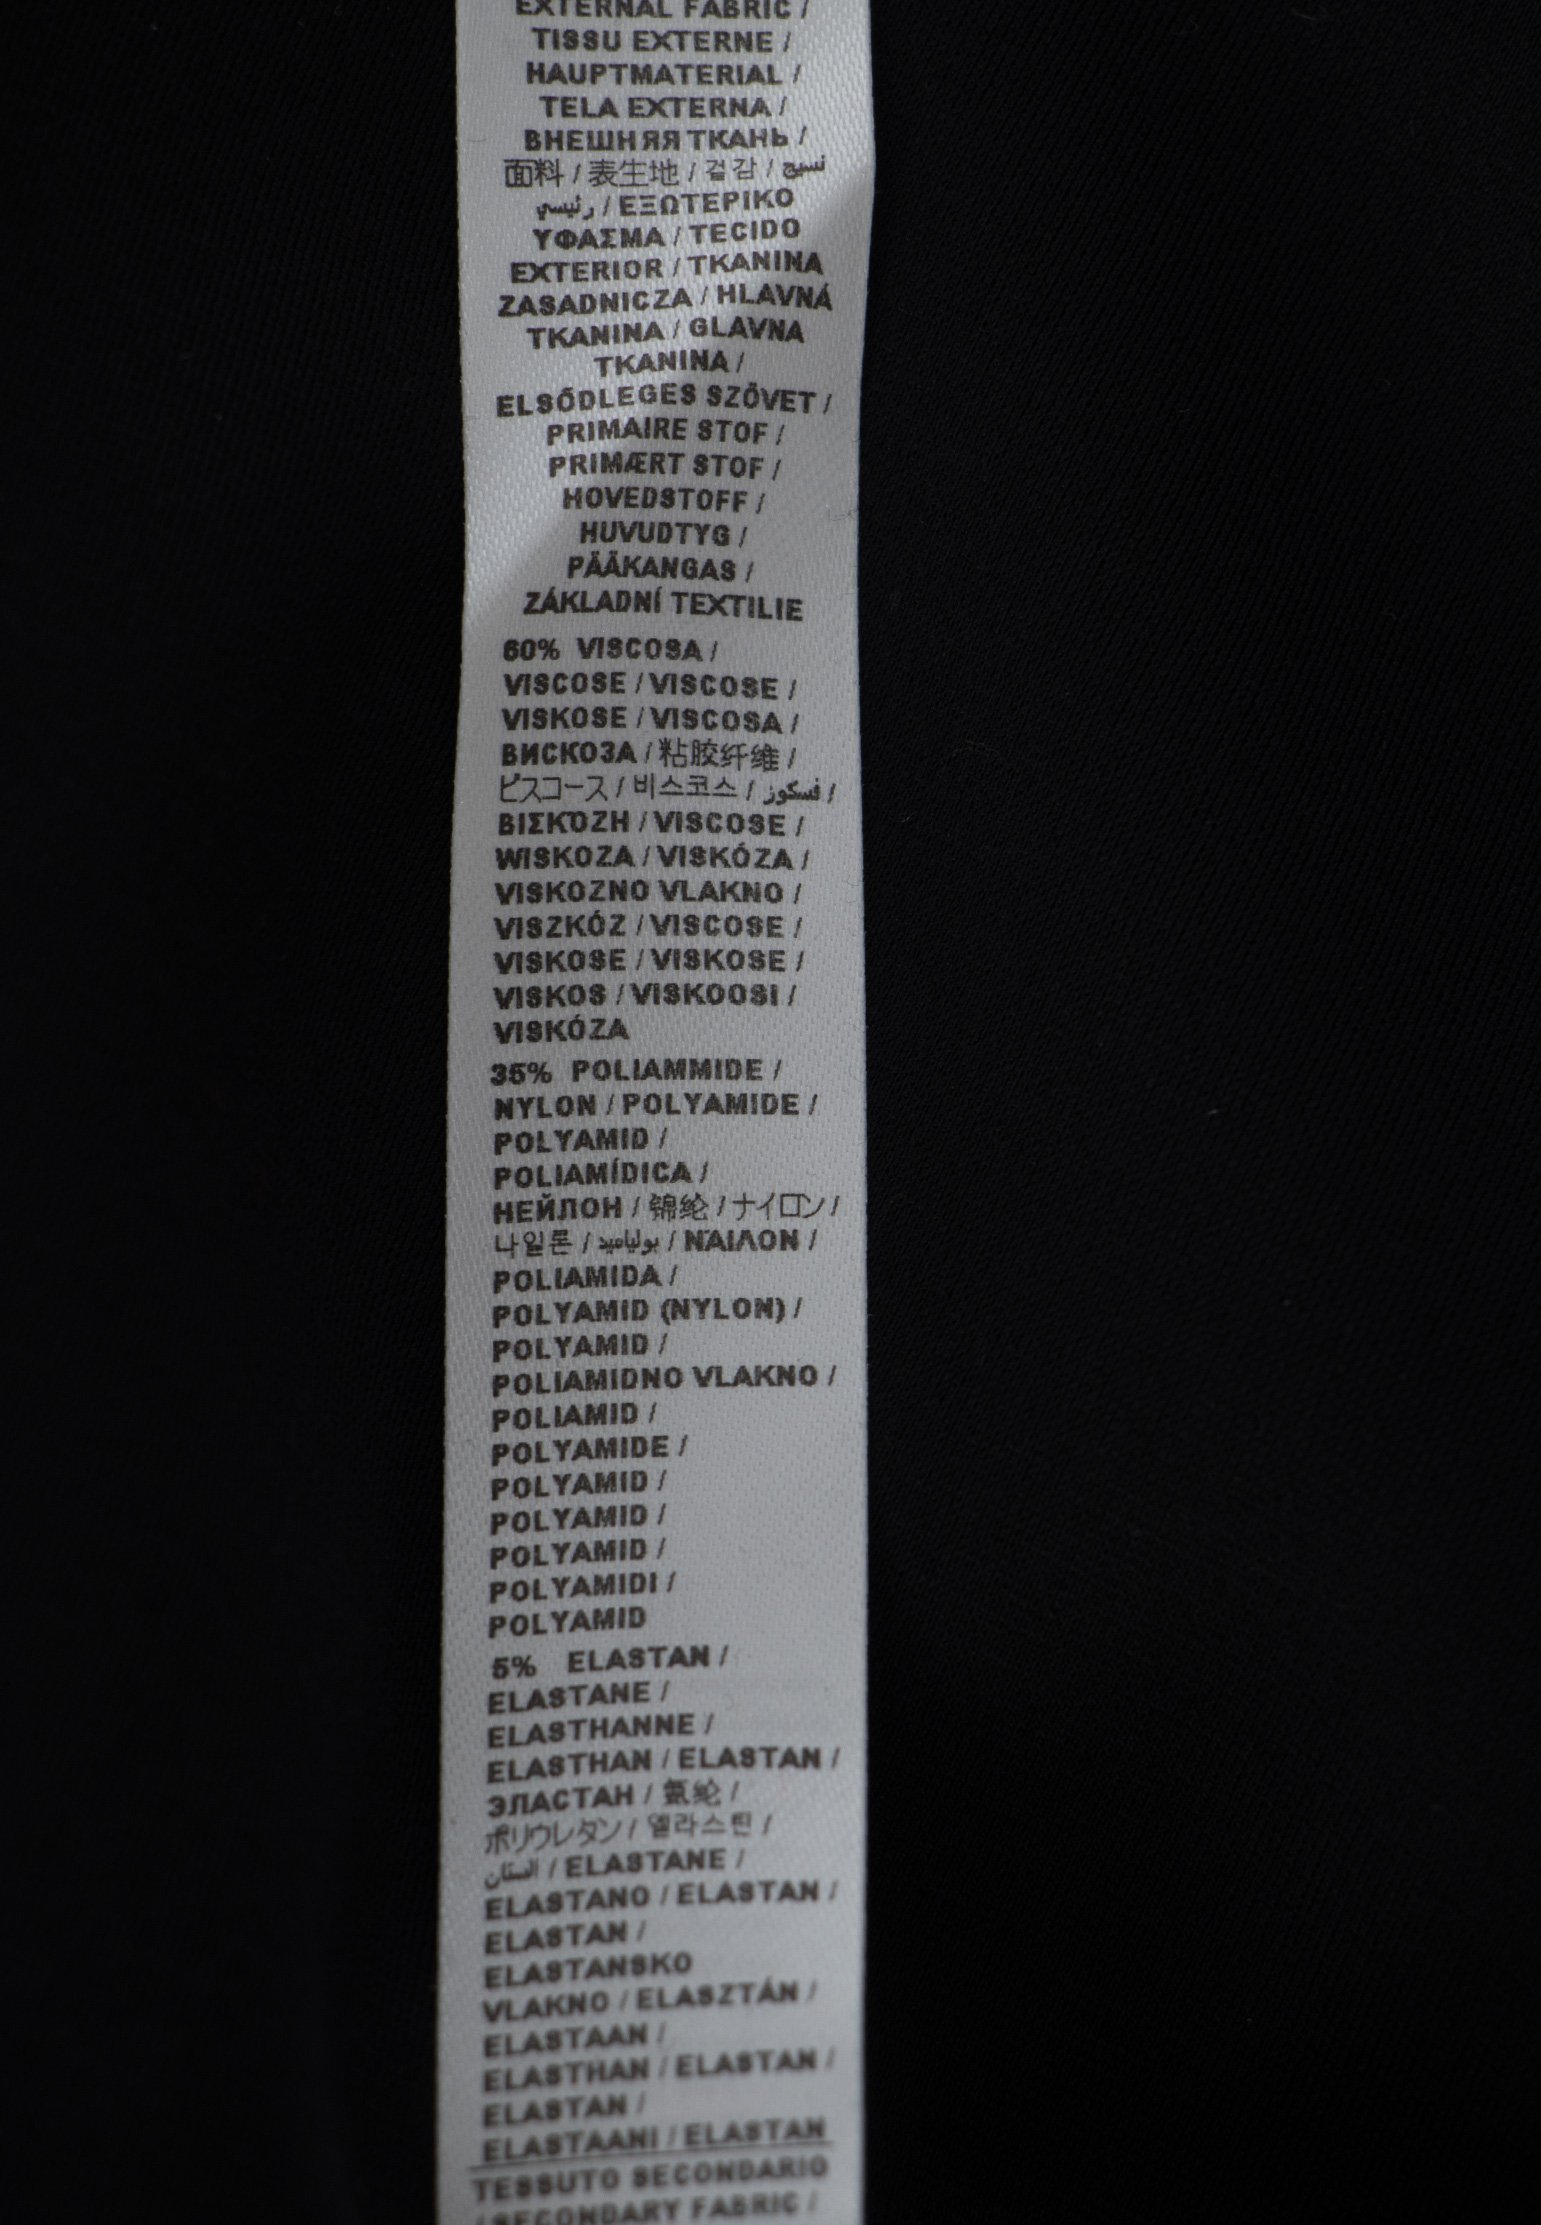 EXTERNAL FABRIC /
TISSU EXTERNE /
HAUPTMATERIAL /
TELA EXTERNA /
ВНЕШНЯЯ ТКАНЬ /
面料 / 表生地 / 겉감 / نسيج
رئيسي / ΕΞΩΤΕΡΙΚΟ
ΥΦΑΣΜΑ / TECIDO
EXTERIOR / TKANINA
ZASADNICZA / HLAVNÁ
TKANINA / GLAVNA
TKANINA /
ELSŐDLEGES SZÖVET /
PRIMAIRE STOF /
PRIMÆRT STOF /
HOVEDSTOFF /
HUVUDTYG /
PÄÄKANGAS /
ZÁKLADNÍ TEXTILIE
60% VISCOSA /
VISCOSE / VISCOSE /
VISKOSE / VISCOSA /
ВИСКОЗА / 粘胶纤维 /
ビスコース / 비스코스 / فسكوز /
ΒΙΣΚΌΖΗ / VISCOSE /
WISKOZA / VISKÓZA /
VISKOZNO VLAKNO /
VISZKÓZ / VISCOSE /
VISKOSE / VISKOSE /
VISKOS / VISKOOSI /
VISKÓZA
35% POLIAMMIDE /
NYLON / POLYAMIDE /
POLYAMID /
POLIAMÍDICA /
НЕЙЛОН / 锦纶 / ナイロン /
나일론 / بولياميد / ΝΆΙΛΟΝ /
POLIAMIDA /
POLYAMID (NYLON) /
POLYAMID /
POLIAMIDNO VLAKNO /
POLIAMID /
POLYAMIDE /
POLYAMID /
POLYAMID /
POLYAMID /
POLYAMIDI /
POLYAMID
5% ELASTAN /
ELASTANE /
ELASTHANNE /
ELASTHAN / ELASTAN /
ЭЛАСТАН / 氨纶 /
ポリウレタン / 엘라스틴 /
الستان / ELASTANE /
ELASTANO / ELASTAN /
ELASTAN /
ELASTANSKO
VLAKNO / ELASZTÁN /
ELASTAAN /
ELASTHAN / ELASTAN /
ELASTAN /
ELASTAANI / ELASTAN
TESSUTO SECONDARIO
/ SECONDARY FABRIC /